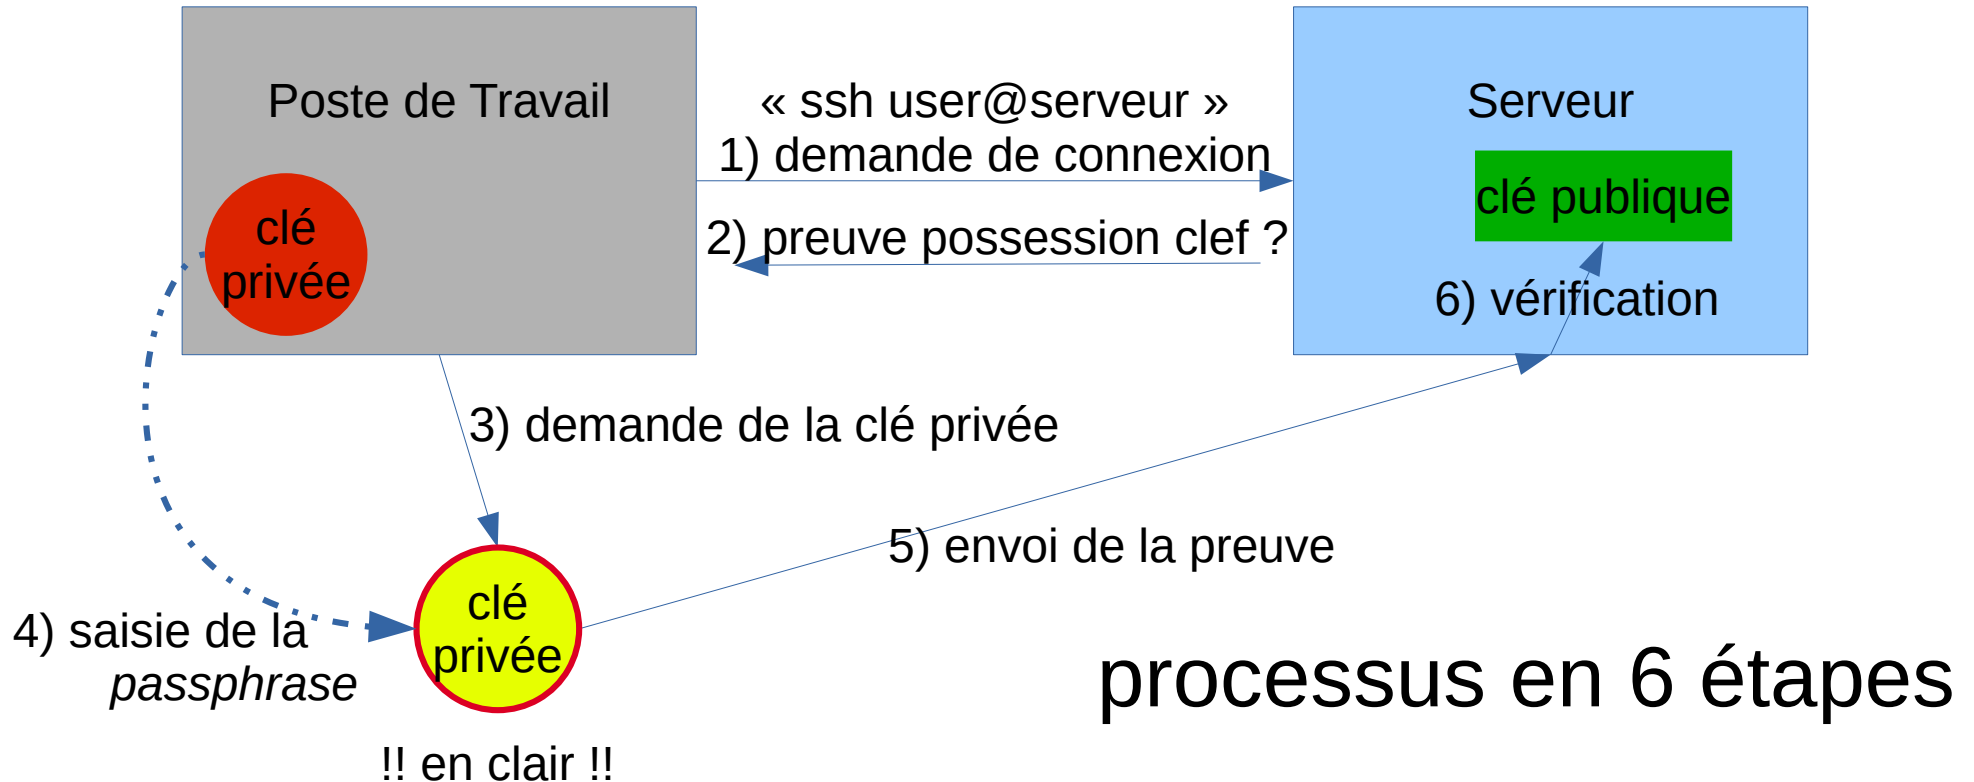 Poste de Travail
« ssh user@serveur »
Serveur
1) demande de connexion
clé publique
clé
privée
2) preuve possession clef ?
6) vérification
3) demande de la clé privée
5) envoi de la preuve
clé
privée
4) saisie de la
passphrase
processus en 6 étapes
!! en clair !!